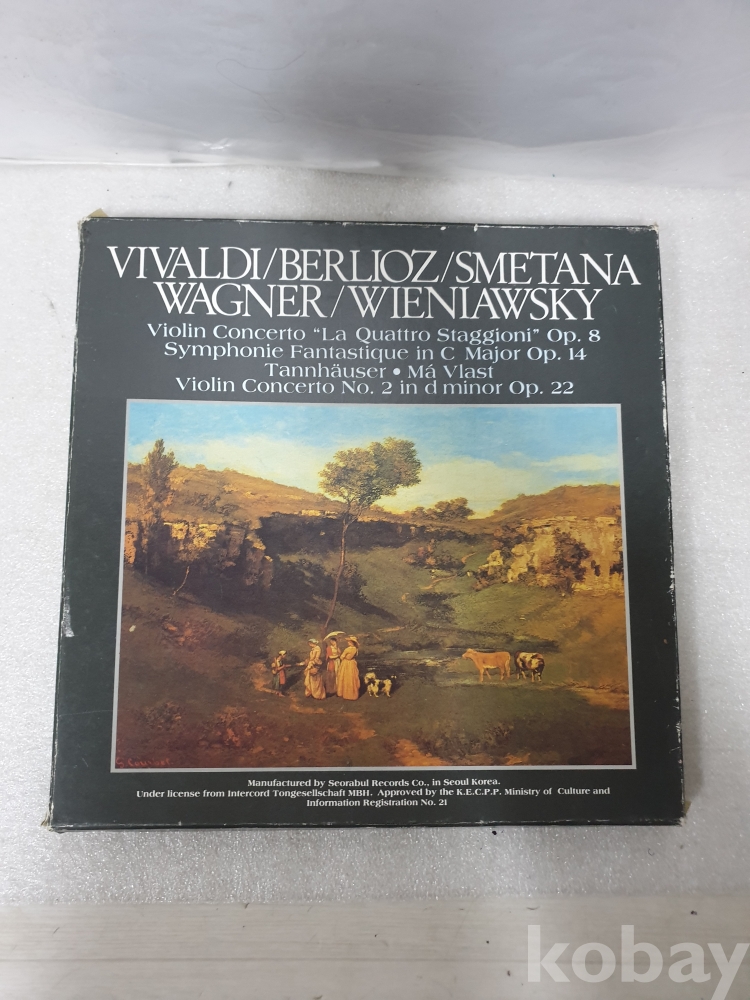 VIVALDI/BERLIOZ/SMETANA
WAGNER/WIENIAWSKY
Violin Concerto "La Quattro Staggioni" Op. 8
Symphonie Fantastique in C Major Op. 14
Tannhäuser • Má Vlast
Violin Concerto No. 2 in d minor Op. 22
G. Courbet
Manufactured by Seorabul Records Co., in Seoul Korea.
Under license from Intercord Tongesellschaft MBH. Approved by the K.E.C.P.P. Ministry of Culture and
Information Registration No. 21
kobay